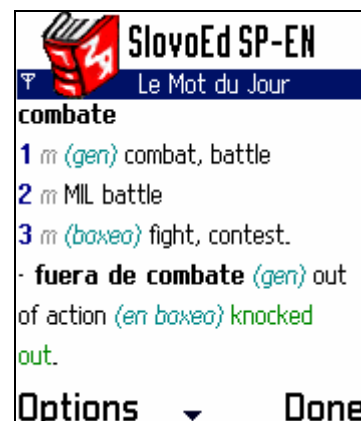 SlovoEd SP-EN
Le Mot du Jour
combate
1 m (gen) combat, battle
2 m MIL battle
3 m (boxeo) fight, contest.
· fuera de combate (gen) out
of action (en boxeo) knocked
out.
Options Done